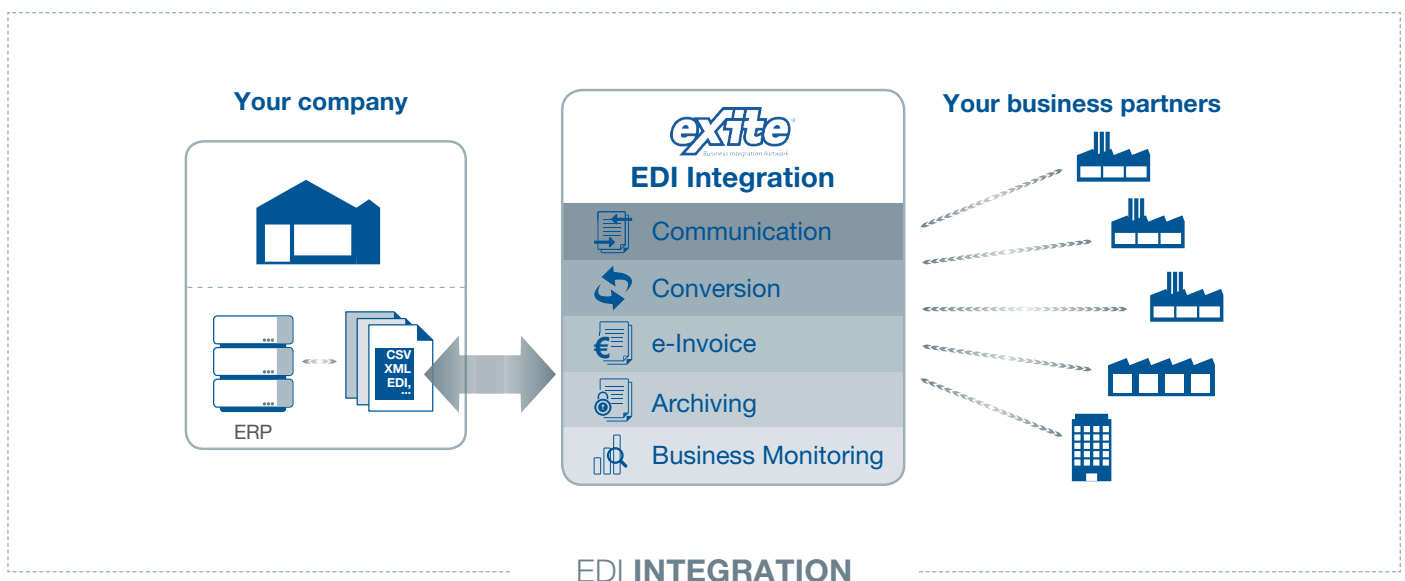 Your company
eXite
Business Integration Network
EDI Integration
Your business partners
Communication
Conversion
e-Invoice
Archiving
Business Monitoring
CSV
XML
EDI,
...
ERP
EDI INTEGRATION